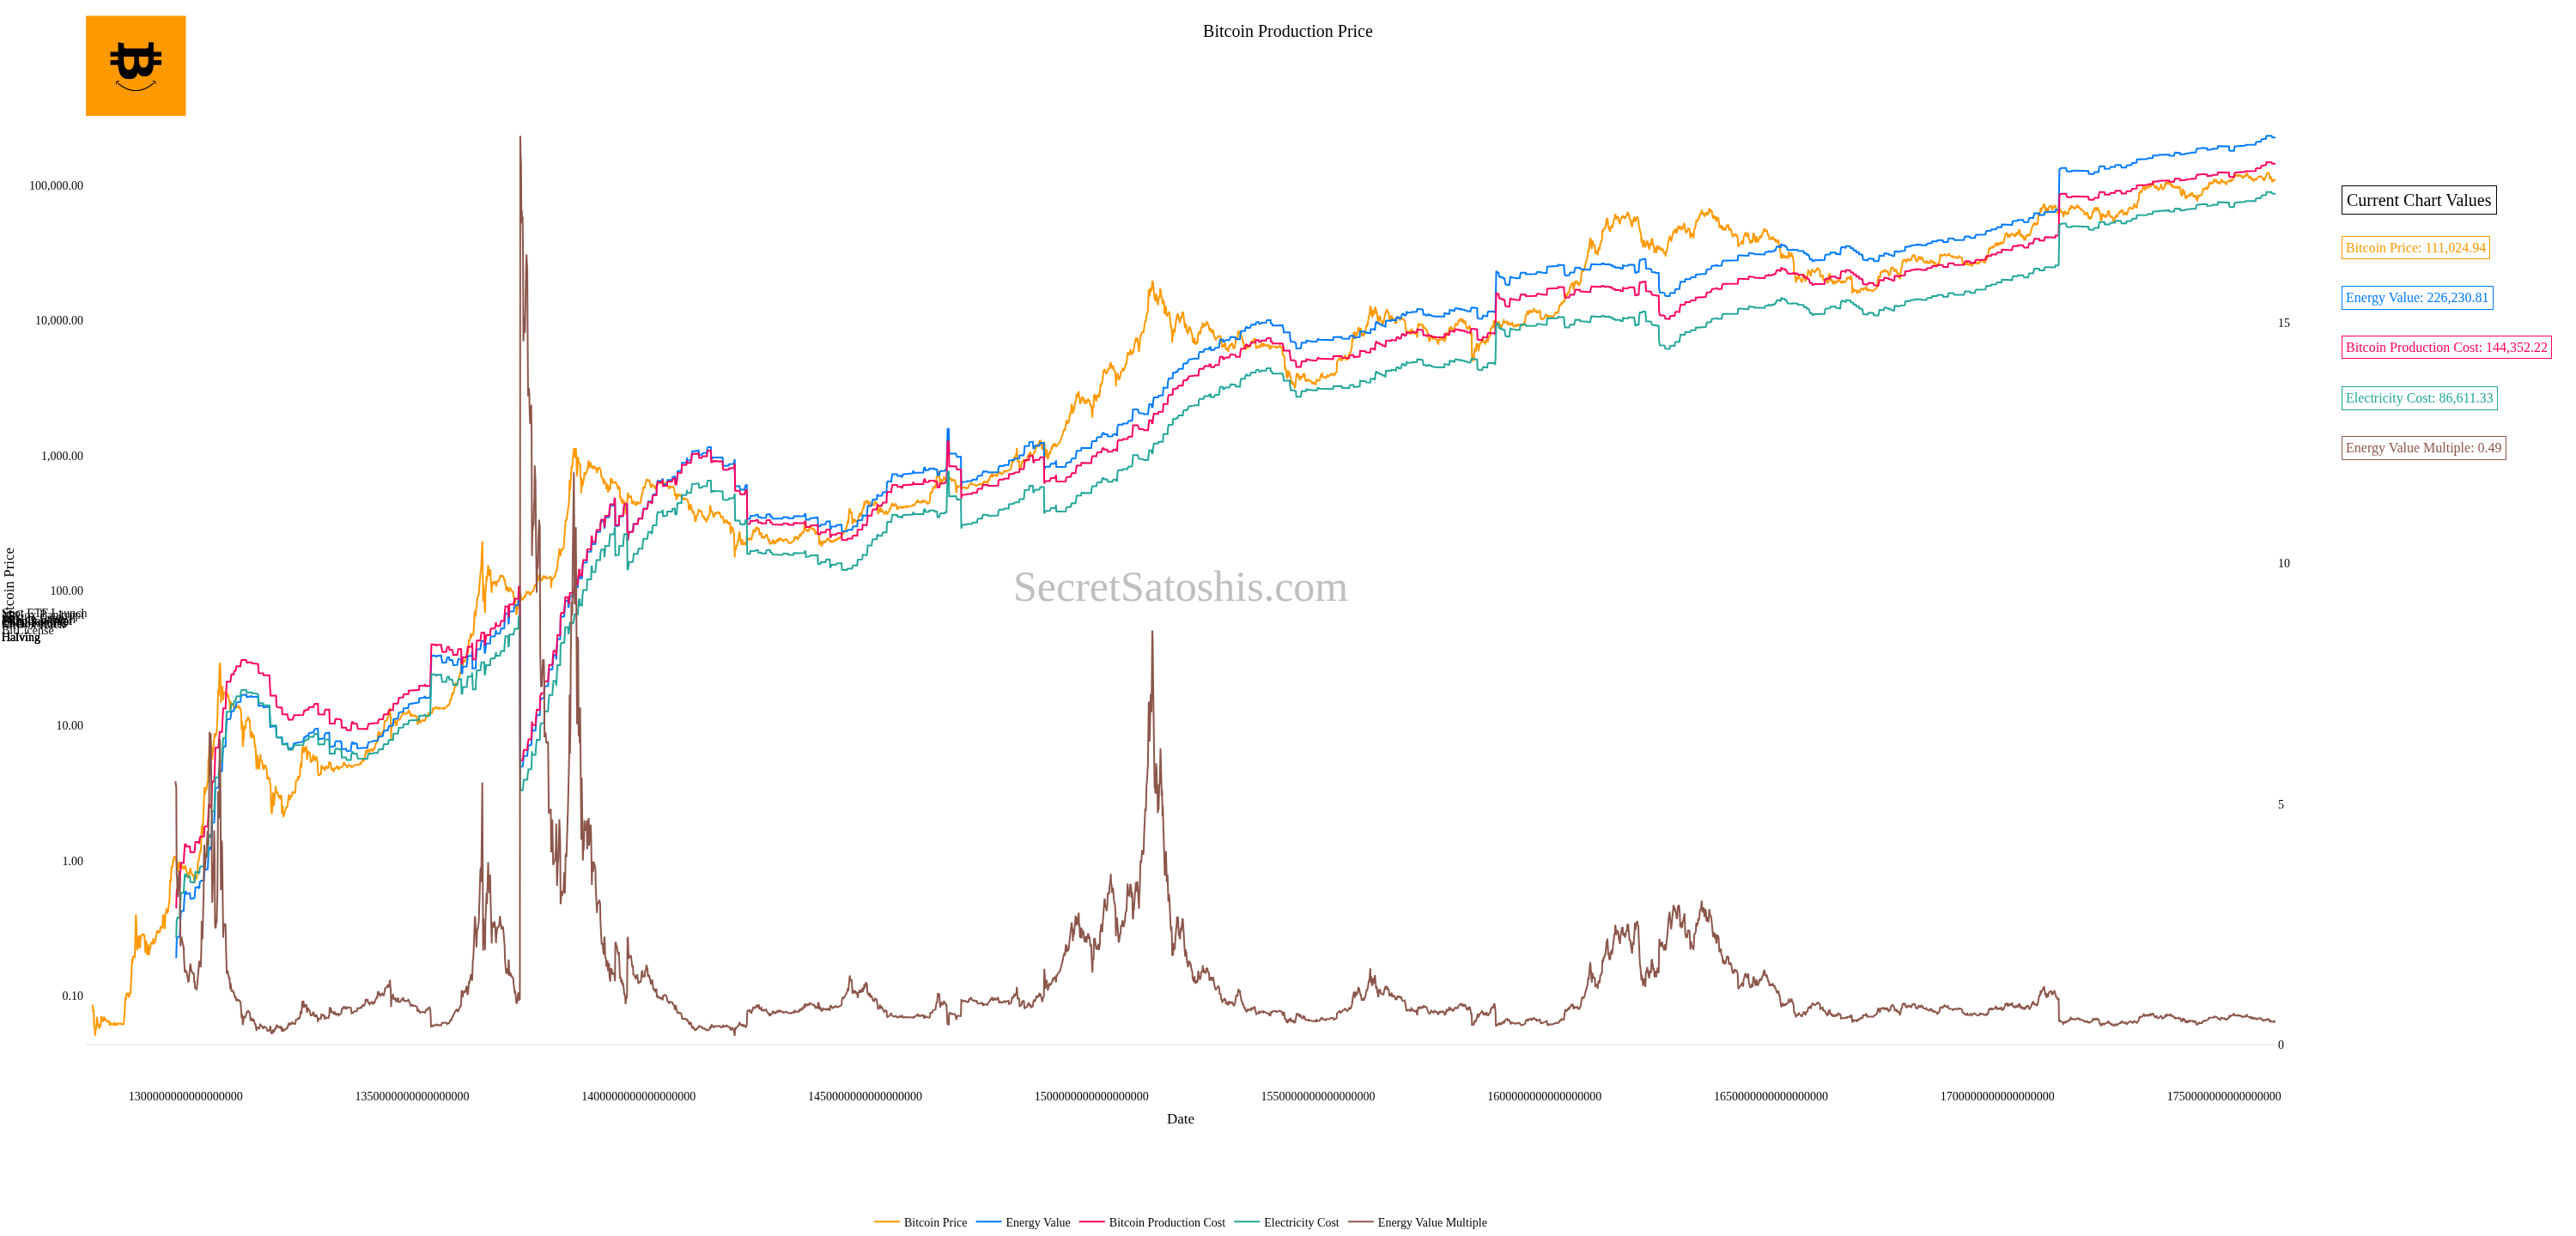 Bitcoin Production Price
100,000.00
10,000.00
1,000.00
100.00
10.00
1.00
0.10
Bitcoin Price
ETF Launch
BitLicense
Halving
15
10
5
0
SecretSatoshis.com
Current Chart Values
Bitcoin Price: 111,024.94
Energy Value: 226,230.81
Bitcoin Production Cost: 144,352.22
Electricity Cost: 86,611.33
Energy Value Multiple: 0.49
1300000000000000000
1350000000000000000
1400000000000000000
1450000000000000000
1500000000000000000
1550000000000000000
1600000000000000000
1650000000000000000
1700000000000000000
1750000000000000000
Date
Bitcoin Price
Energy Value
Bitcoin Production Cost
Electricity Cost
Energy Value Multiple